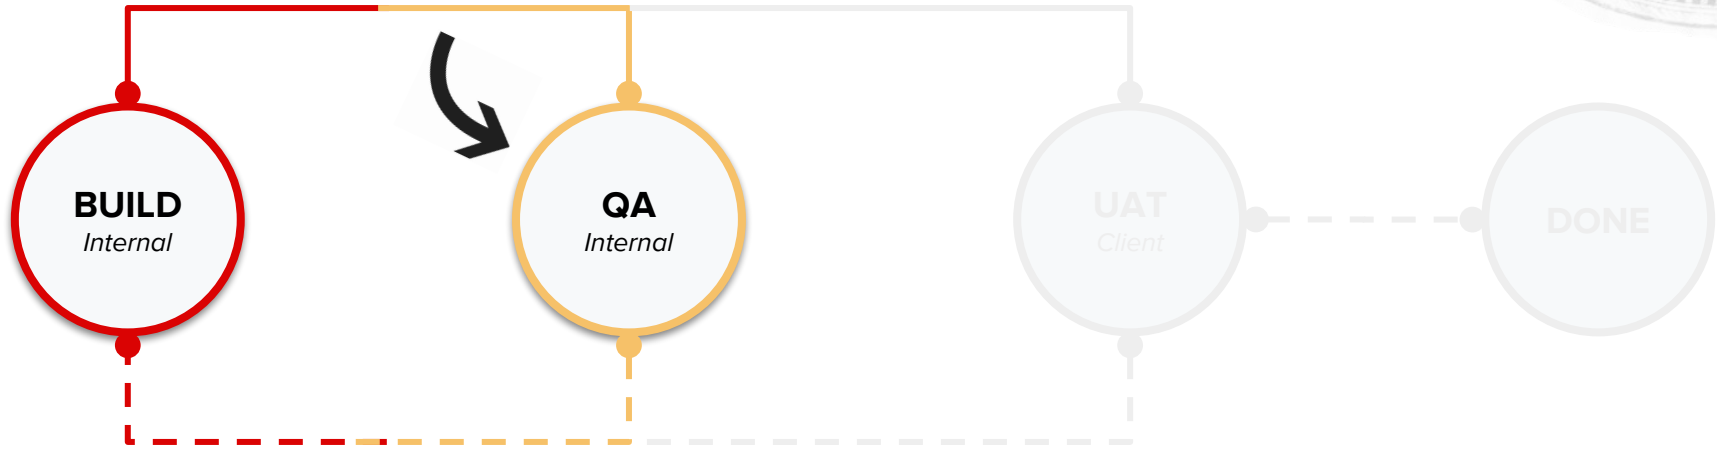 BUILD
Internal
QA
Internal
UAT
Client
DONE